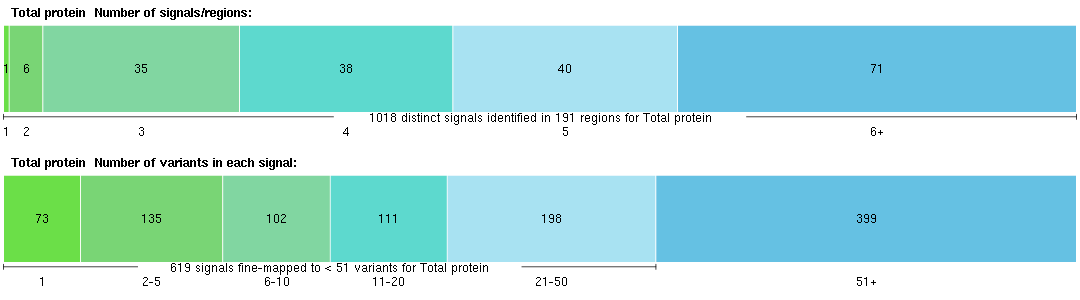 Total protein Number of signals/regions:
1 6 35 38 40 71
1018 distinct signals identified in 191 regions for Total protein
1 2 3 4 5 6+
Total protein Number of variants in each signal:
73 135 102 111 198 399
619 signals fine-mapped to < 51 variants for Total protein
1 2-5 6-10 11-20 21-50 51+